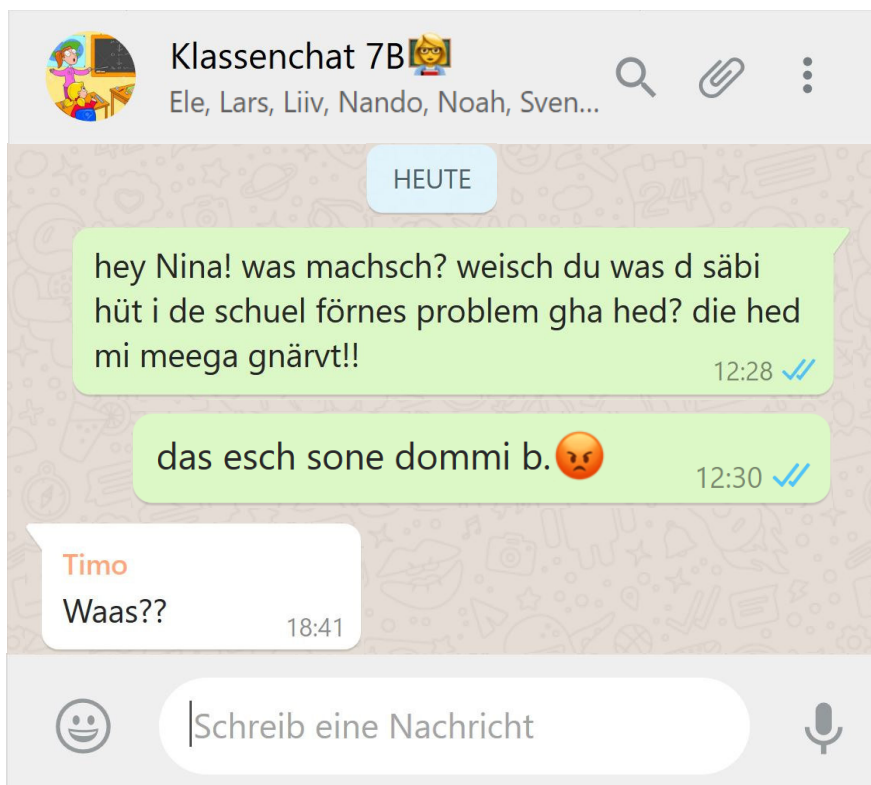 Klassenchat 7B
Ele, Lars, Liiv, Nando, Noah, Sven...
HEUTE
hey Nina! was machsch? weisch du was d säbi
hüt i de schuel förnes problem gha hed? die hed
mi meega gnärvt!!
12:28
das esch sone dommi b.😡
12:30
Timo
Waas??
18:41
Schreib eine Nachricht